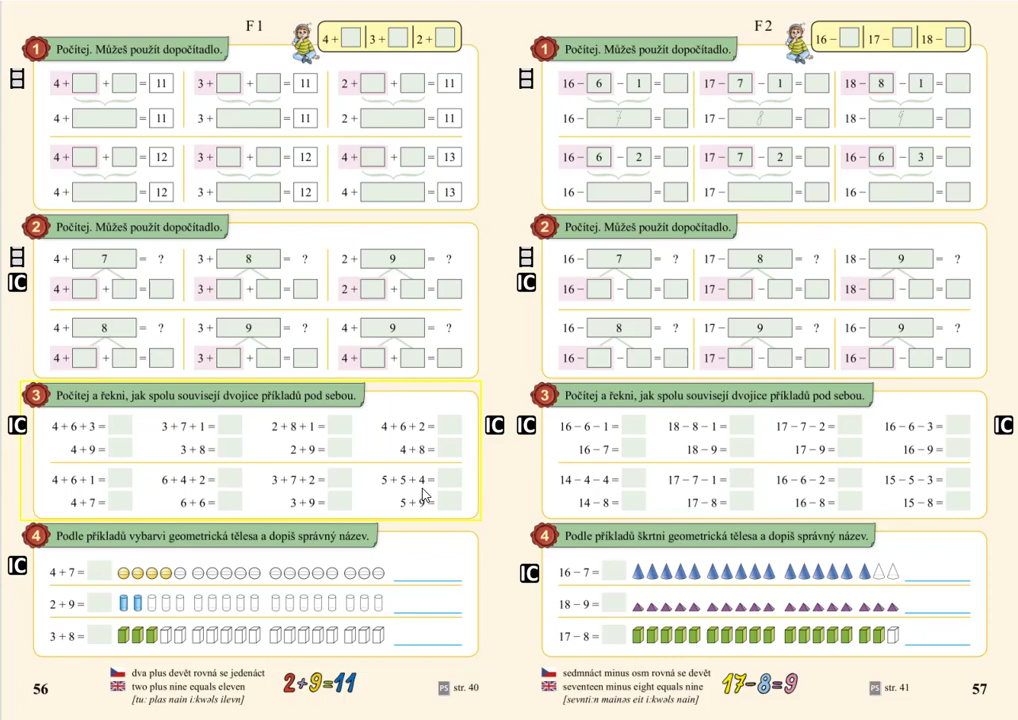 F 1
4 + 3 + 2 +
1 Počítej. Můžeš použít dopočítadlo.
4 + + = 11 3 + + = 11 2 + + = 11
4 + = 11 3 + = 11 2 + = 11
4 + + = 12 3 + + = 12 4 + + = 13
4 + = 12 3 + = 12 4 + = 13
2 Počítej. Můžeš použít dopočítadlo.
4 + 7 = ? 3 + 8 = ? 2 + 9 = ?
4 + + = 3 + + = 2 + + =
4 + 8 = ? 3 + 9 = ? 4 + 9 = ?
4 + + = 3 + + = 4 + + =
3 Počítej a řekni, jak spolu souvisejí dvojice příkladů pod sebou.
IC
IC
4 + 6 + 3 = 3 + 7 + 1 = 2 + 8 + 1 = 4 + 6 + 2 =
4 + 9 = 3 + 8 = 2 + 9 = 4 + 8 =
4 + 6 + 1 = 6 + 4 + 2 = 3 + 7 + 2 = 5 + 5 + 4 =
4 + 7 = 6 + 6 = 3 + 9 = 5 + 9 =
IC
4 Podle příkladů vybarvi geometrická tělesa a dopiš správný název.
IC
4 + 7 =
2 + 9 =
3 + 8 =
56
dva plus devět rovná se jedenáct
two plus nine equals eleven
[tu: plas nain i:kwəls ilevn]
2+9=11
PS str. 40
F 2
16 − 17 − 18 −
1 Počítej. Můžeš použít dopočítadlo.
16 − 6 − 1 = 17 − 7 − 1 = 18 − 8 − 1 =
16 − 7 = 17 − 8 = 18 − 9 =
16 − 6 − 2 = 17 − 7 − 2 = 16 − 6 − 3 =
16 − = 17 − = 16 − =
2 Počítej. Můžeš použít dopočítadlo.
IC
16 − 7 = ? 17 − 8 = ? 18 − 9 = ?
16 − − = 17 − − = 18 − − =
16 − 8 = ? 17 − 9 = ? 16 − 9 = ?
16 − − = 17 − − = 16 − − =
3 Počítej a řekni, jak spolu souvisejí dvojice příkladů pod sebou.
IC
16 − 6 − 1 = 18 − 8 − 1 = 17 − 7 − 2 = 16 − 6 − 3 =
16 − 7 = 18 − 9 = 17 − 9 = 16 − 9 =
14 − 4 − 4 = 17 − 7 − 1 = 16 − 6 − 2 = 15 − 5 − 3 =
14 − 8 = 17 − 8 = 16 − 8 = 15 − 8 =
IC
4 Podle příkladů škrtni geometrická tělesa a dopiš správný název.
IC
16 − 7 =
18 − 9 =
17 − 8 =
sedmnáct minus osm rovná se devět
seventeen minus eight equals nine
[sevnti:n mainəs eit i:kwəls nain]
17−8=9
PS str. 41
57